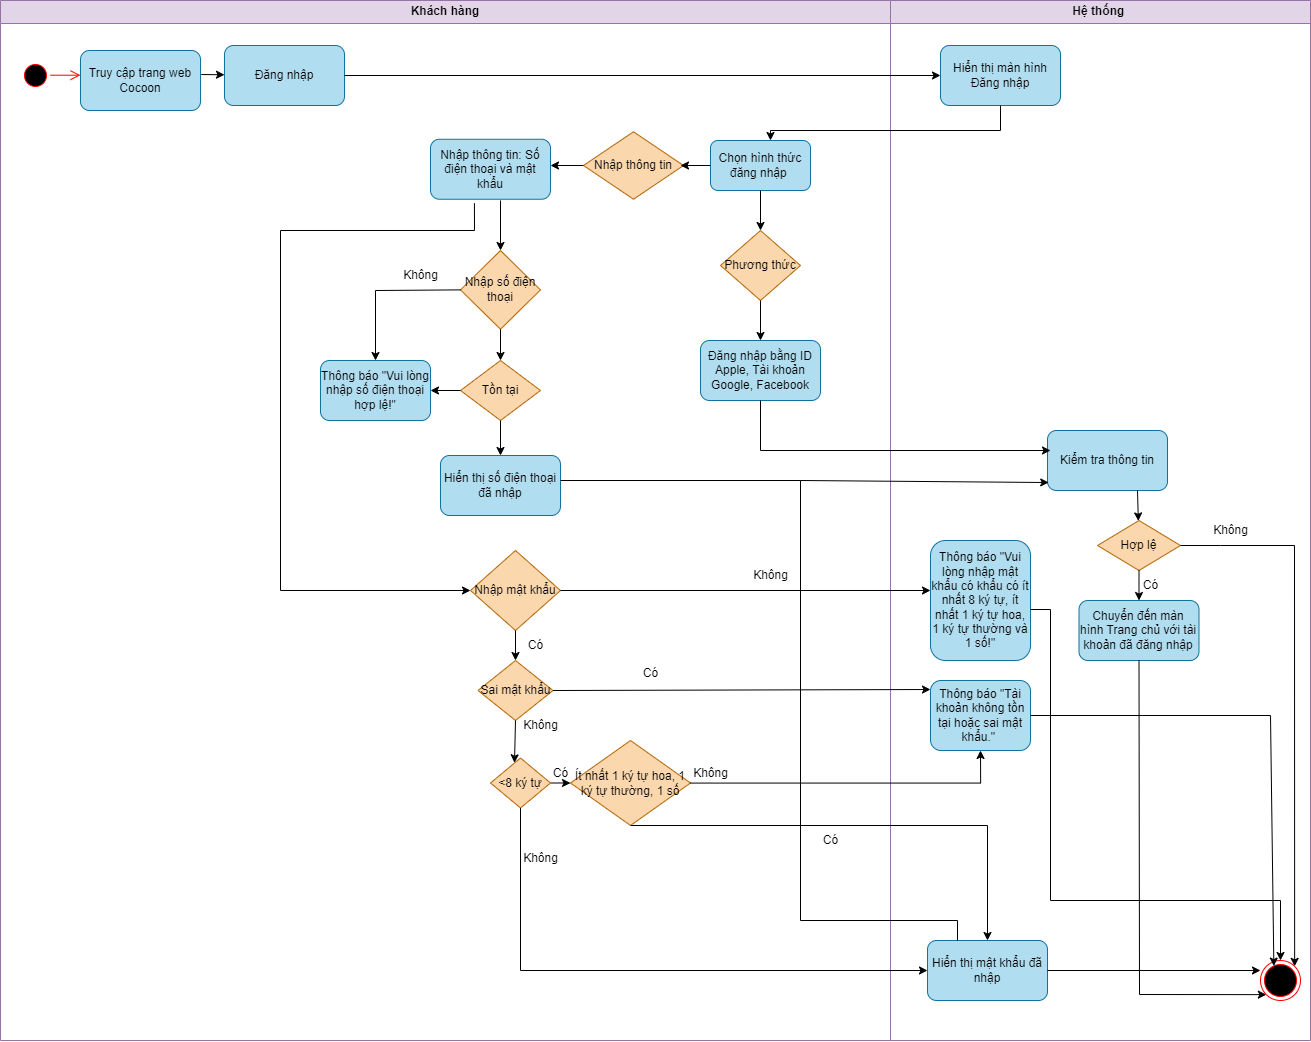 Khách hàng
Hệ thống
Truy cập trang web
Cocoon
Đăng nhập
Hiển thị màn hình
Đăng nhập
Nhập thông tin: Số
điện thoại và mật
khẩu
Nhập thông tin
Chọn hình thức
đăng nhập
Phương thức
Không
Nhập số điện
thoại
Thông báo "Vui lòng
nhập số điện thoại
hợp lệ!"
Tồn tại
Đăng nhập bằng ID
Apple, Tài khoản
Google, Facebook
Hiển thị số điện thoại
đã nhập
Kiểm tra thông tin
Hợp lệ
Không
Có
Chuyển đến màn
hình Trang chủ với tài
khoản đã đăng nhập
Nhập mật khẩu
Không
Thông báo "Vui
lòng nhập mật
khẩu có khẩu có ít
nhất 8 ký tự, ít
nhất 1 ký tự hoa,
1 ký tự thường và
1 số!"
Có
Sai mật khẩu
Có
Thông báo "Tài
khoản không tồn
tại hoặc sai mật
khẩu."
Không
<8 ký tự
Có
ít nhất 1 ký tự hoa, 1
ký tự thường, 1 số
Không
Có
Không
Hiển thị mật khẩu đã
nhập